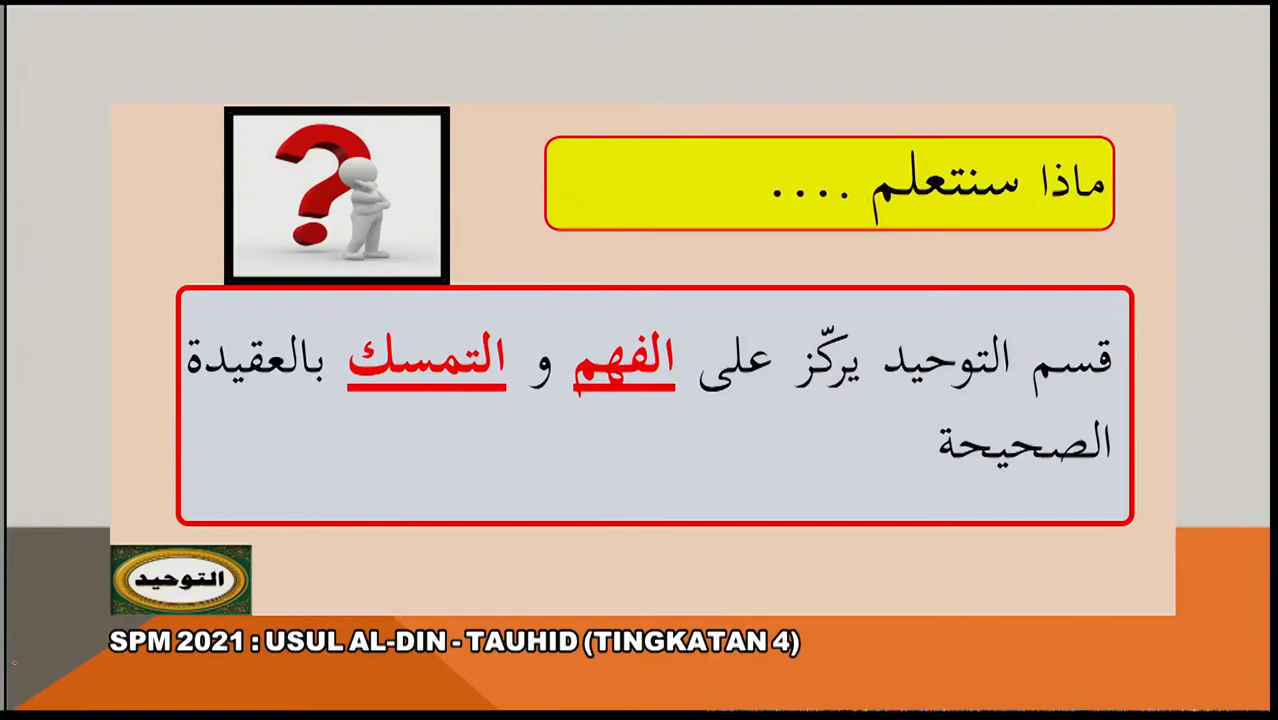 ماذا سنتعلم ....
قسم التوحيد يركّز على الفهم و التمسك بالعقيدة
الصحيحة
التوحيد
SPM 2021 : USUL AL-DIN - TAUHID (TINGKATAN 4)